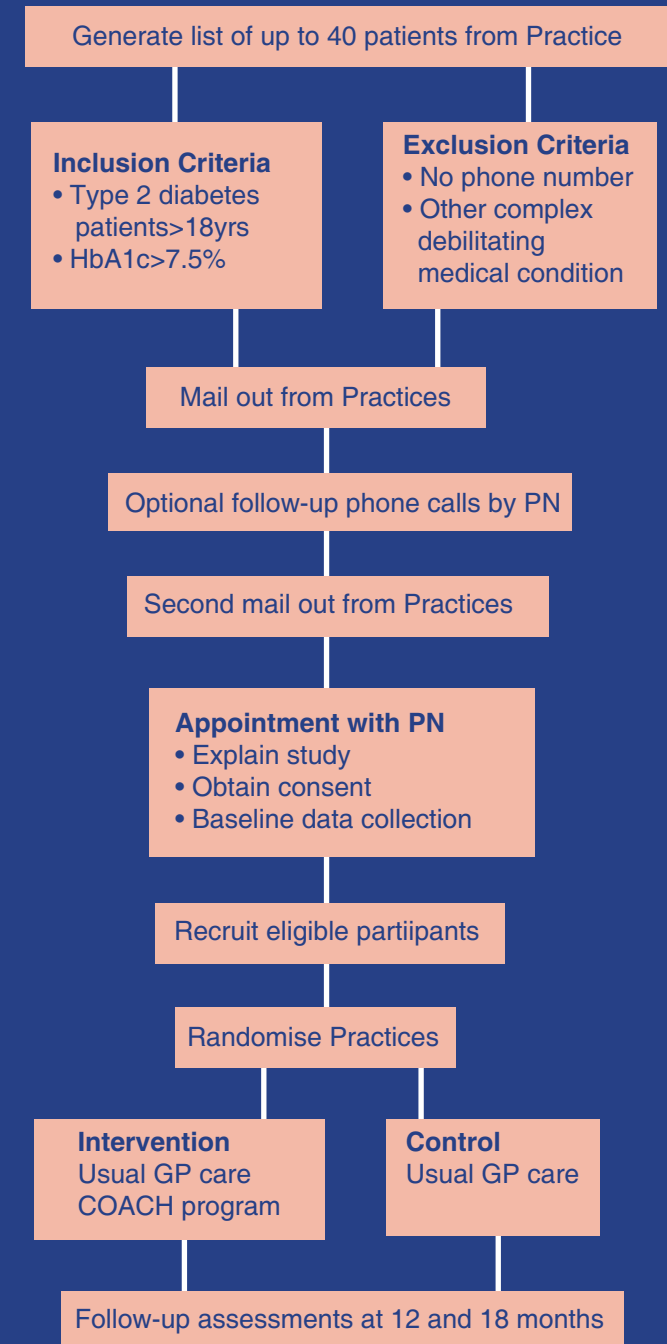 Generate list of up to 40 patients from Practice
Inclusion Criteria
• Type 2 diabetes
patients>18yrs
• HbA1c>7.5%
Exclusion Criteria
• No phone number
• Other complex
debilitating
medical condition
Mail out from Practices
Optional follow-up phone calls by PN
Second mail out from Practices
Appointment with PN
• Explain study
• Obtain consent
• Baseline data collection
Recruit eligible partiipants
Randomise Practices
Intervention
Usual GP care
COACH program
Control
Usual GP care
Follow-up assessments at 12 and 18 months